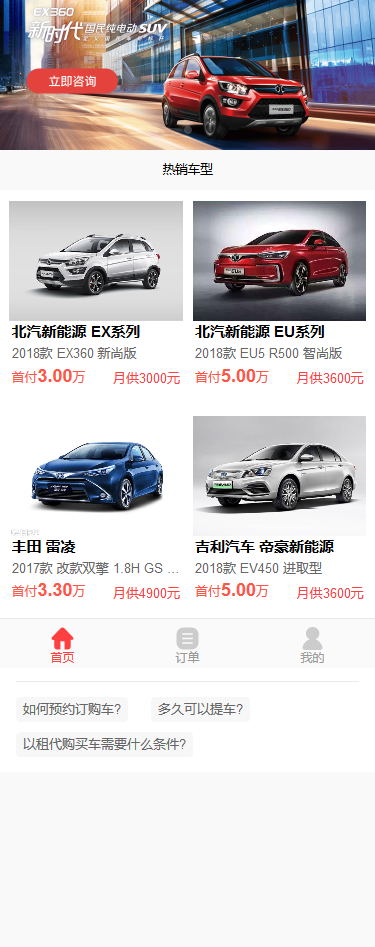 EX360
新时代 国民纯电动 SUV
立即咨询
热销车型
北汽新能源 EX系列
2018款 EX360 新尚版
首付3.00万 月供3000元
北汽新能源 EU系列
2018款 EU5 R500 智尚版
首付5.00万 月供3600元
丰田 雷凌
2017款 改款双擎 1.8H GS ...
首付3.30万 月供4900元
吉利汽车 帝豪新能源
2018款 EV450 进取型
首付5.00万 月供3600元
首页
订单
我的
如何预约订购车?
多久可以提车?
以租代购买车需要什么条件?